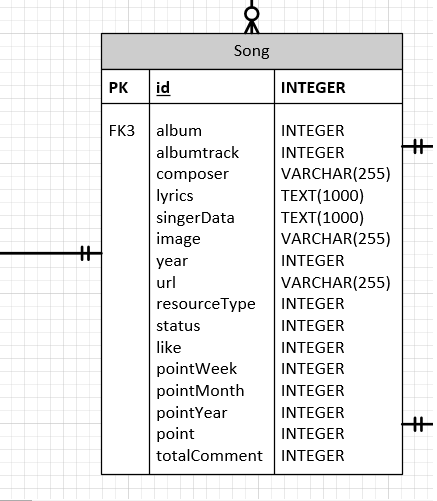 Song
PK id INTEGER
FK3 album INTEGER
albumtrack INTEGER
composer VARCHAR(255)
lyrics TEXT(1000)
singerData TEXT(1000)
image VARCHAR(255)
year INTEGER
url VARCHAR(255)
resourceType INTEGER
status INTEGER
like INTEGER
pointWeek INTEGER
pointMonth INTEGER
pointYear INTEGER
point INTEGER
totalComment INTEGER